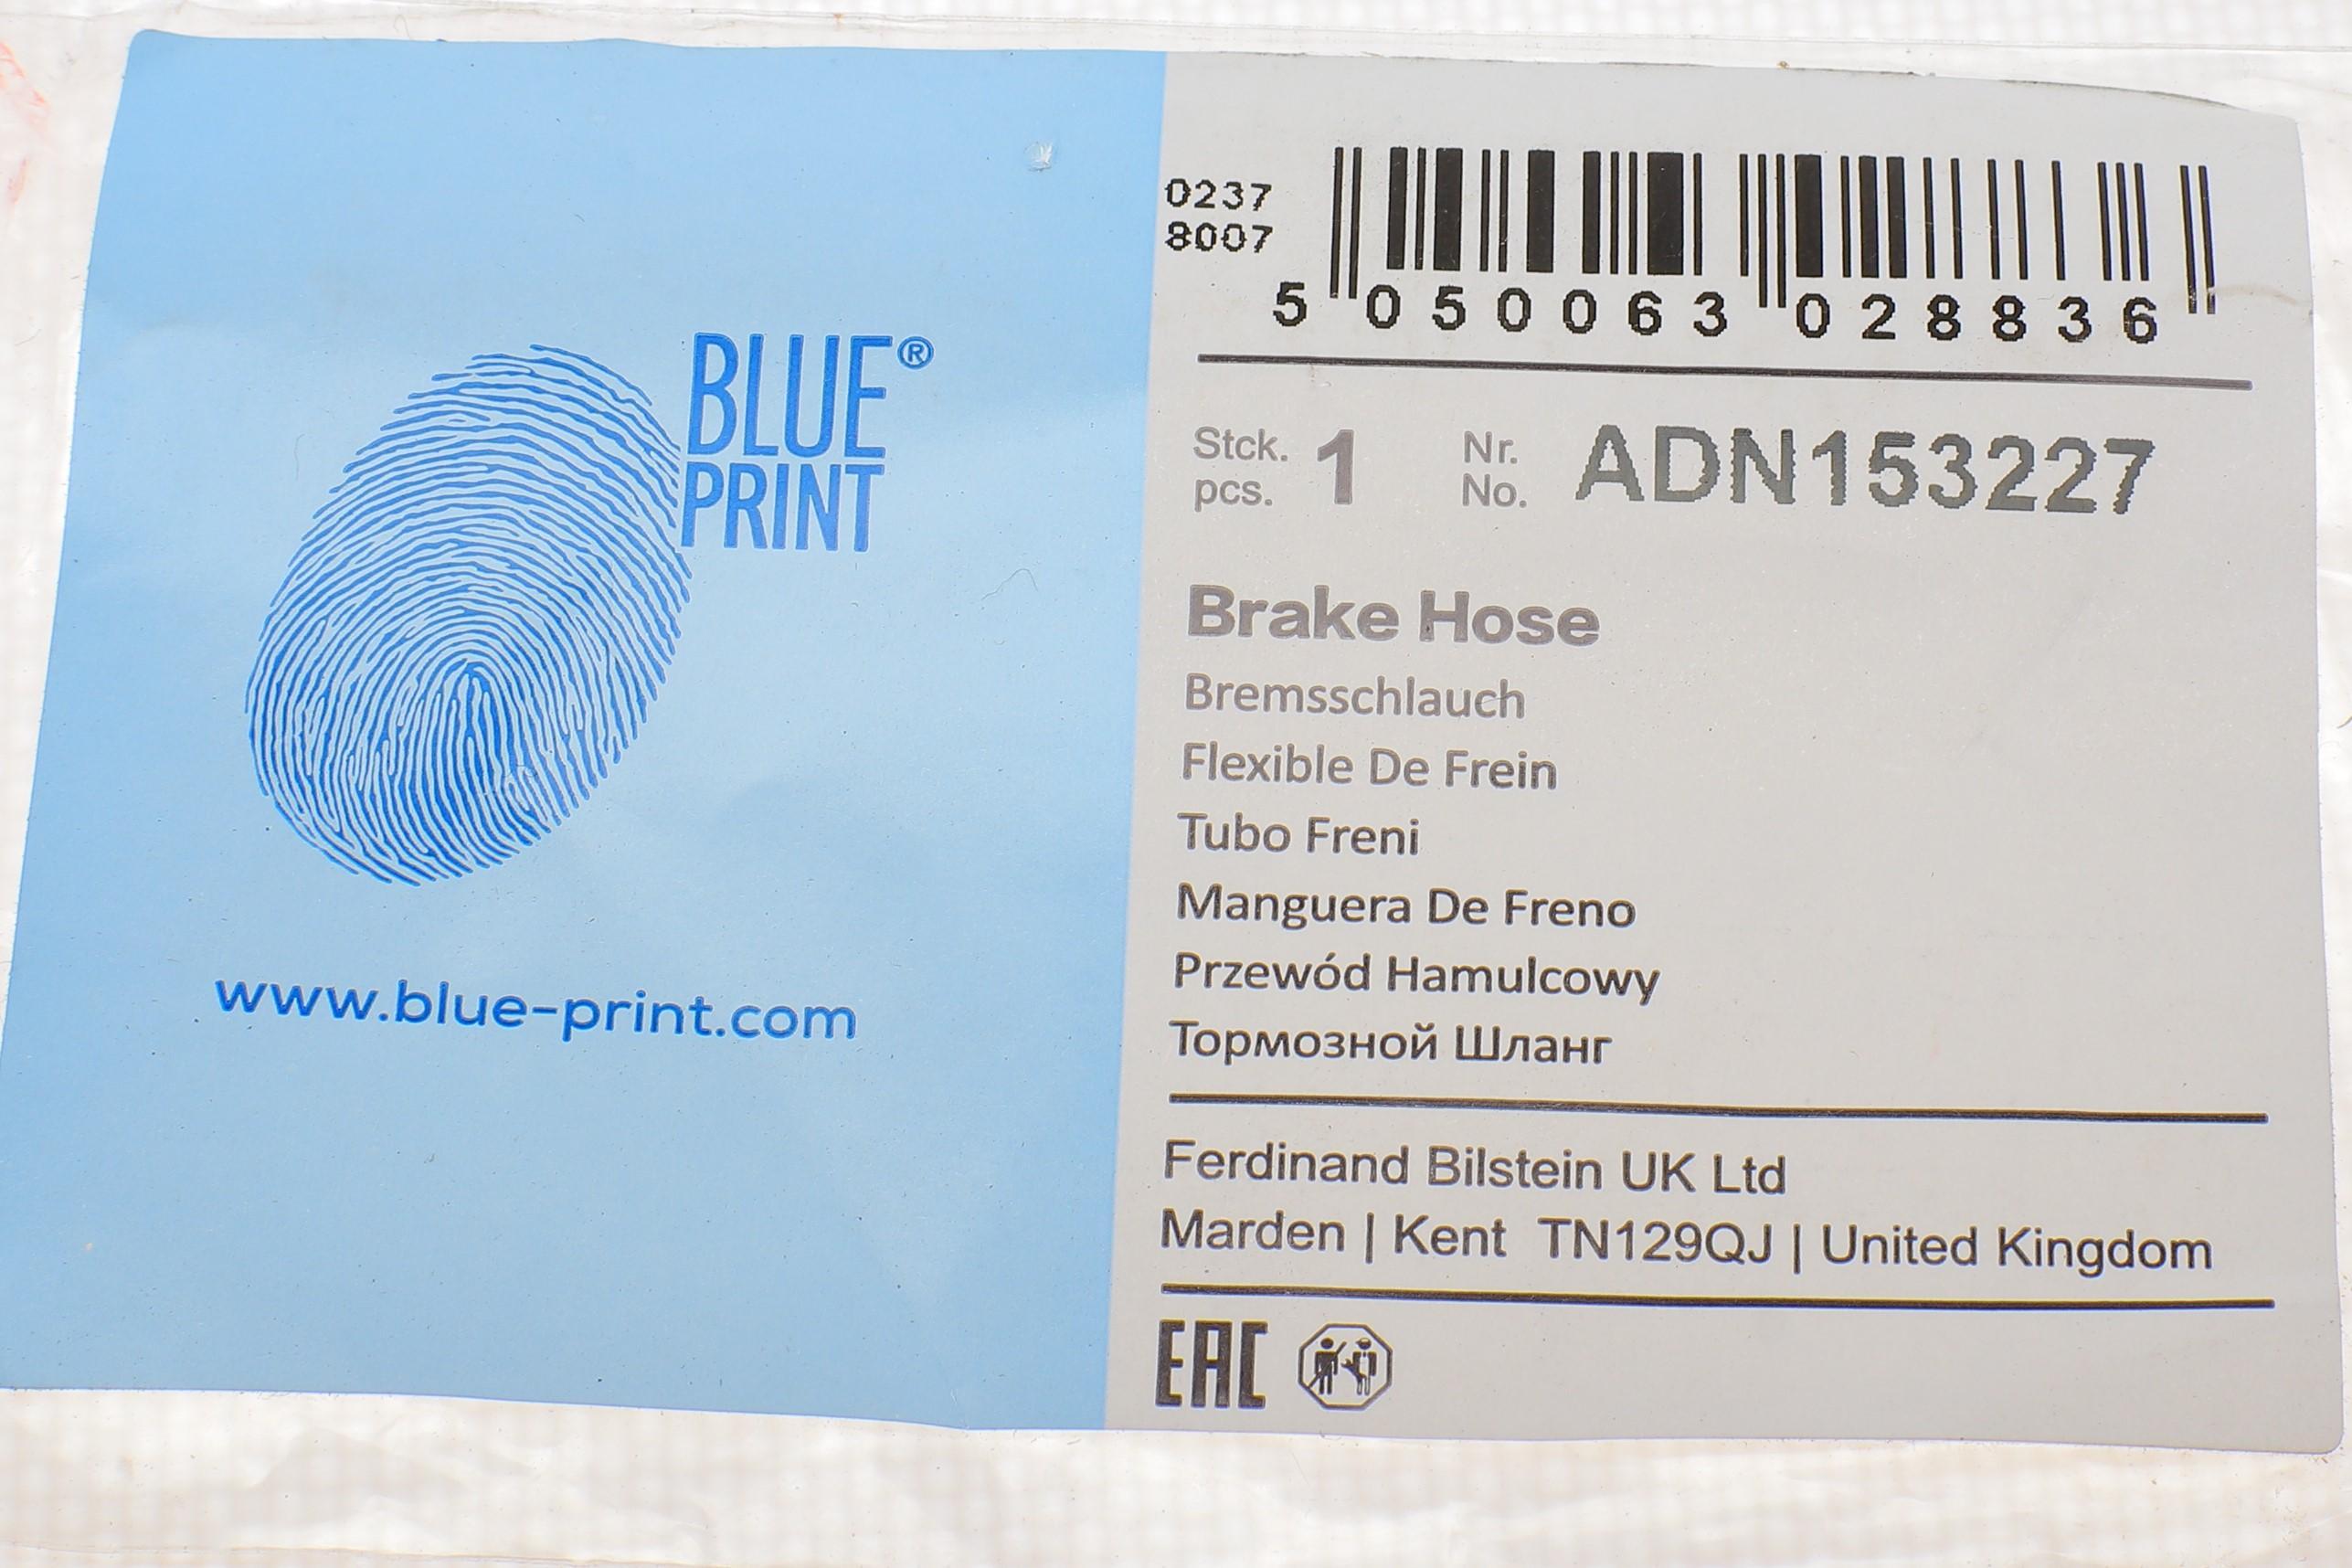 BLUE®
PRINT
www.blue-print.com
0237
8007
5 050063 028836
Stck. 1 Nr. ADN153227
pcs. No.
Brake Hose
Bremsschlauch
Flexible De Frein
Tubo Freni
Manguera De Freno
Przewód Hamulcowy
Тормозной Шланг
Ferdinand Bilstein UK Ltd
Marden | Kent TN129QJ | United Kingdom
EAC